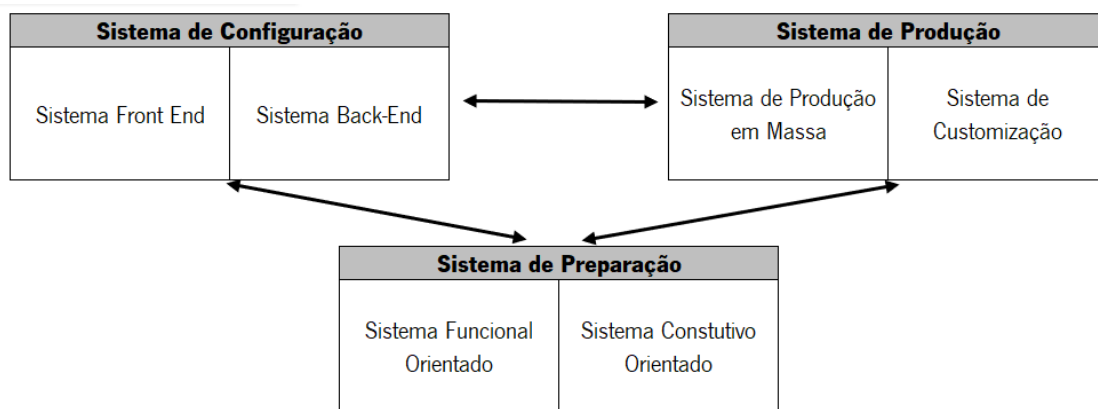 Sistema de Configuração
Sistema Front End
Sistema Back-End
Sistema de Produção
Sistema de Produção
em Massa
Sistema de
Customização
Sistema de Preparação
Sistema Funcional
Orientado
Sistema Constutivo
Orientado